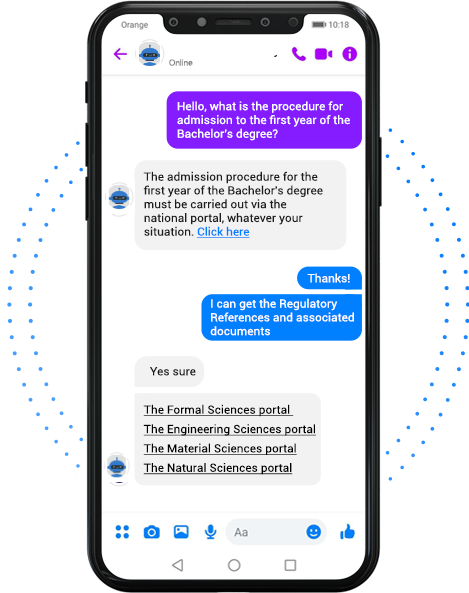 Orange 10:18
Online
Hello, what is the procedure for
admission to the first year of the
Bachelor's degree?
The admission procedure for the
first year of the Bachelor's degree
must be carried out via the
national portal, whatever your
situation. Click here
Thanks!
I can get the Regulatory
References and associated
documents
Yes sure
The Formal Sciences portal
The Engineering Sciences portal
The Material Sciences portal
The Natural Sciences portal
Aa